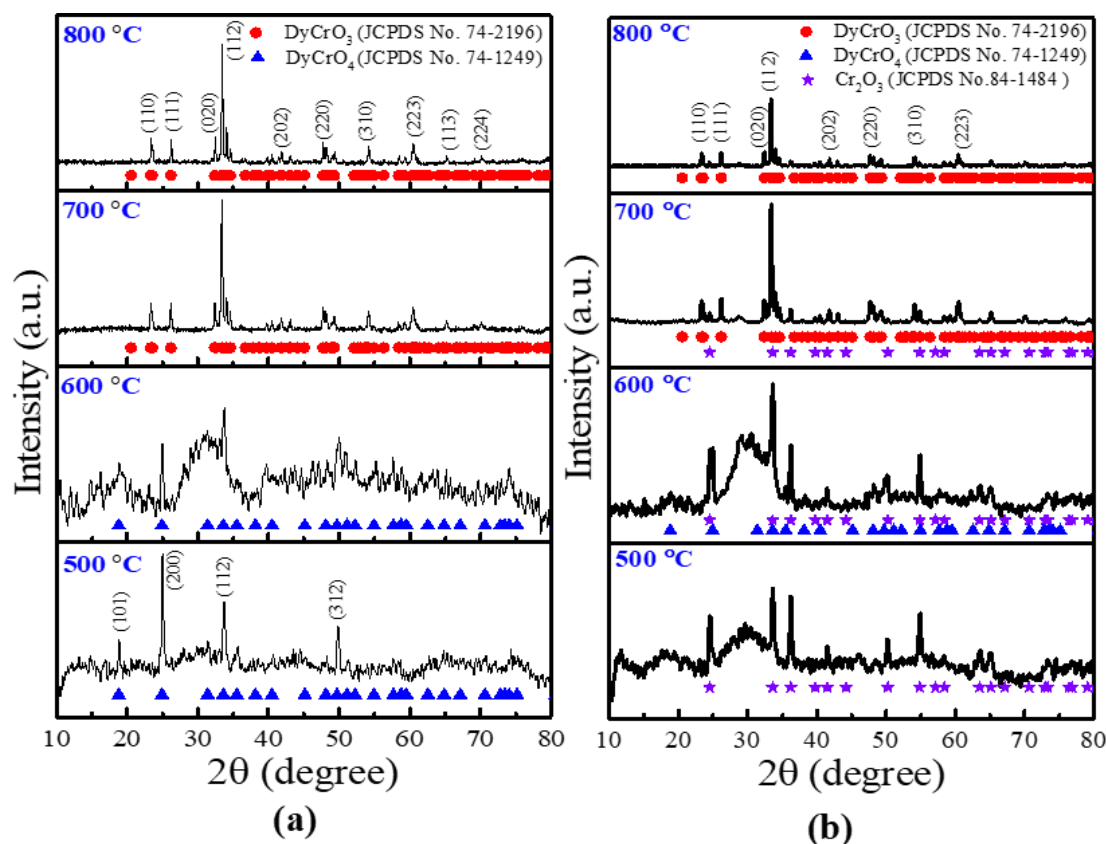 800 °C
(112)
DyCrO₃ (JCPDS No. 74-2196)
DyCrO₄ (JCPDS No. 74-1249)
(110)
(111)
(020)
(202)
(220)
(310)
(223)
(113)
(224)
700 °C
600 °C
500 °C
(101)
(200)
(112)
(312)
Intensity (a.u.)
10 20 30 40 50 60 70 80
2θ (degree)
(a)
800 °C
(112)
DyCrO₃ (JCPDS No. 74-2196)
DyCrO₄ (JCPDS No. 74-1249)
Cr₂O₃ (JCPDS No.84-1484 )
(110)
(111)
(020)
(202)
(220)
(310)
(223)
700 °C
600 °C
500 °C
Intensity (a.u.)
10 20 30 40 50 60 70 80
2θ (degree)
(b)